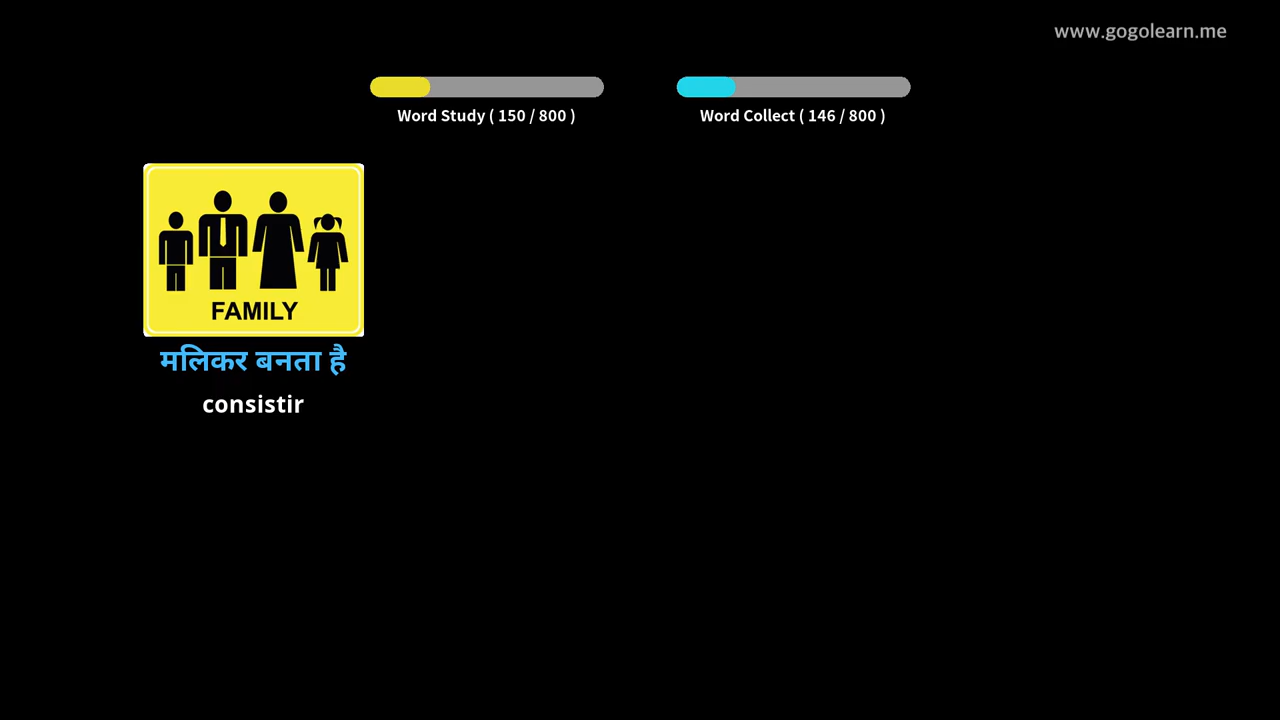 www.gogolearn.me
Word Study ( 150 / 800 )
Word Collect ( 146 / 800 )
FAMILY
मलिकर बनता है
consistir